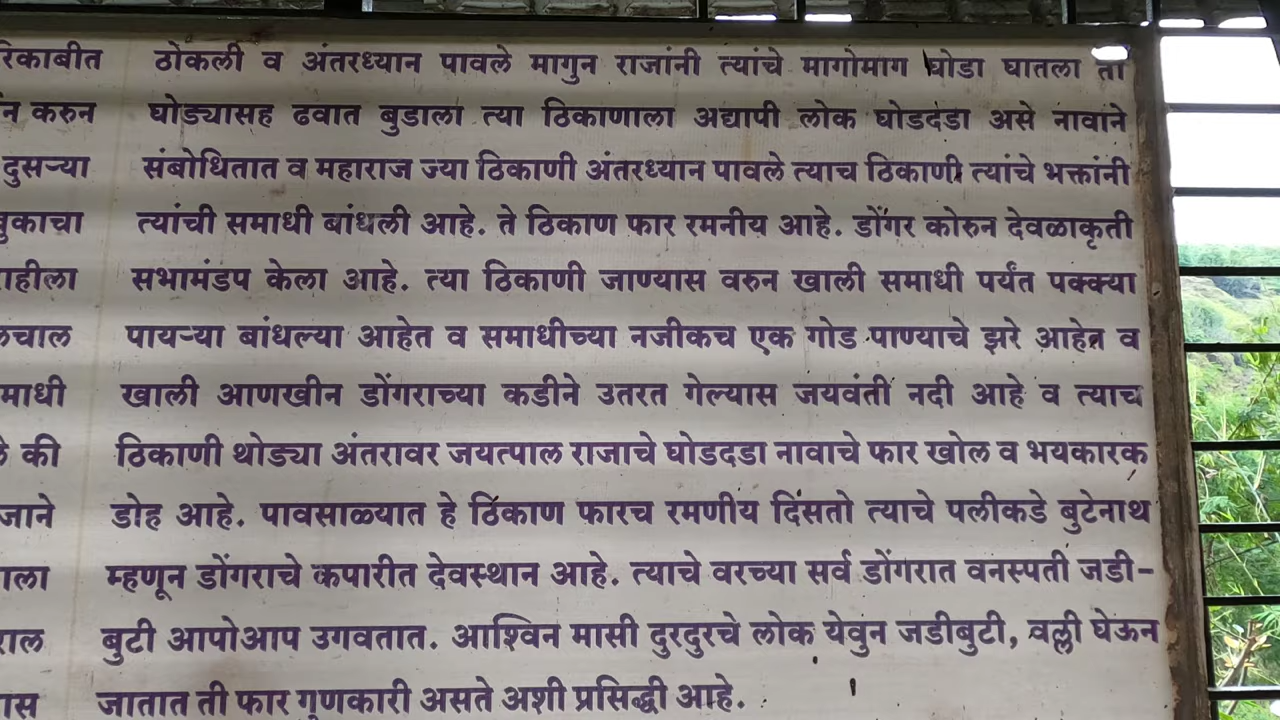 रिकाबीत
न करुन
दुसऱ्या
बुकाचा
राहीला
माधी
की
जाने
ाला
राल
ास
ठोकली व अंतरध्यान पावले मागुन राजांनी त्यांचे मागोमाग घोडा घातला तो
घोड्यासह ढवात बुडाला त्या ठिकाणाला अद्यापी लोक घोडदडा असे नावाने
संबोधितात व महाराज ज्या ठिकाणी अंतरध्यान पावले त्याच ठिकाणी त्यांचे भक्तांनी
त्यांची समाधी बांधली आहे. ते ठिकाण फार रमनीय आहे. डोंगर कोरुन देवळाकृती
सभामंडप केला आहे. त्या ठिकाणी जाण्यास वरुन खाली समाधी पर्यंत पक्क्या
पायऱ्या बांधल्या आहेत व समाधीच्या नजीकच एक गोड पाण्याचे झरे आहेत व
खाली आणखीन डोंगराच्या कडीने उतरत गेल्यास जयवंती नदी आहे व त्याच
ठिकाणी थोड्या अंतरावर जयत्पाल राजाचे घोडदडा नावाचे फार खोल व भयकारक
डोह आहे. पावसाळ्यात हे ठिकाण फारच रमणीय दिसतो त्याचे पलीकडे बुटेनाथ
म्हणून डोंगराचे कपारीत देवस्थान आहे. त्याचे वरच्या सर्व डोंगरात वनस्पती जडी-
बुटी आपोआप उगवतात. आश्विन मासी दुरदुरचे लोक येवुन जडीबुटी, वल्ली घेऊन
जातात ती फार गूणकारी असते अशी प्रसिद्धी आहे.